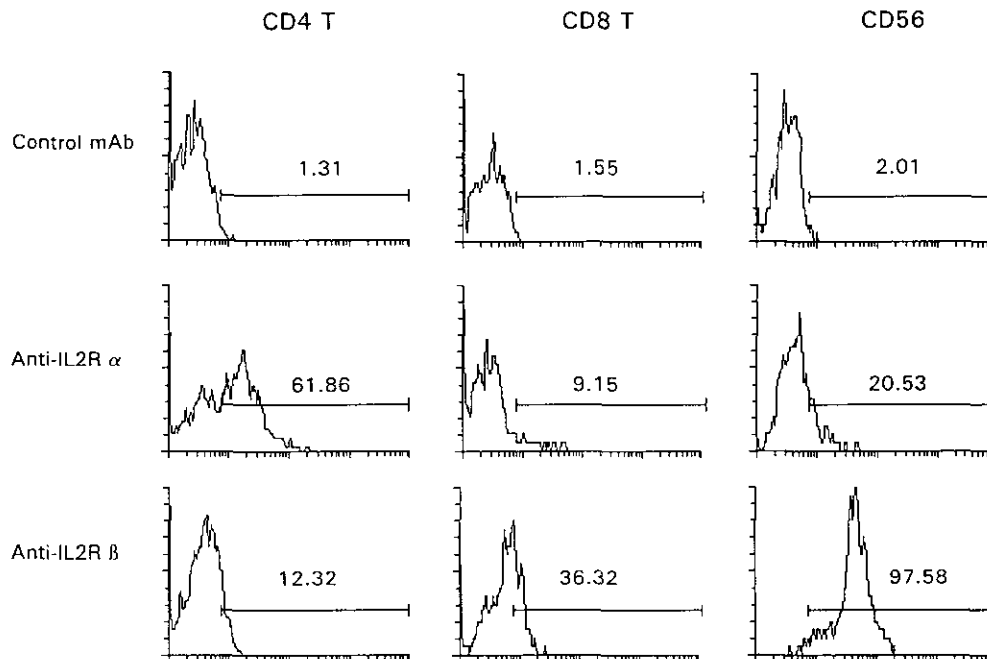 CD4 T CD8 T CD56
Control mAb 1.31 1.55 2.01
Anti-IL2R α 61.86 9.15 20.53
Anti-IL2R ß 12.32 36.32 97.58